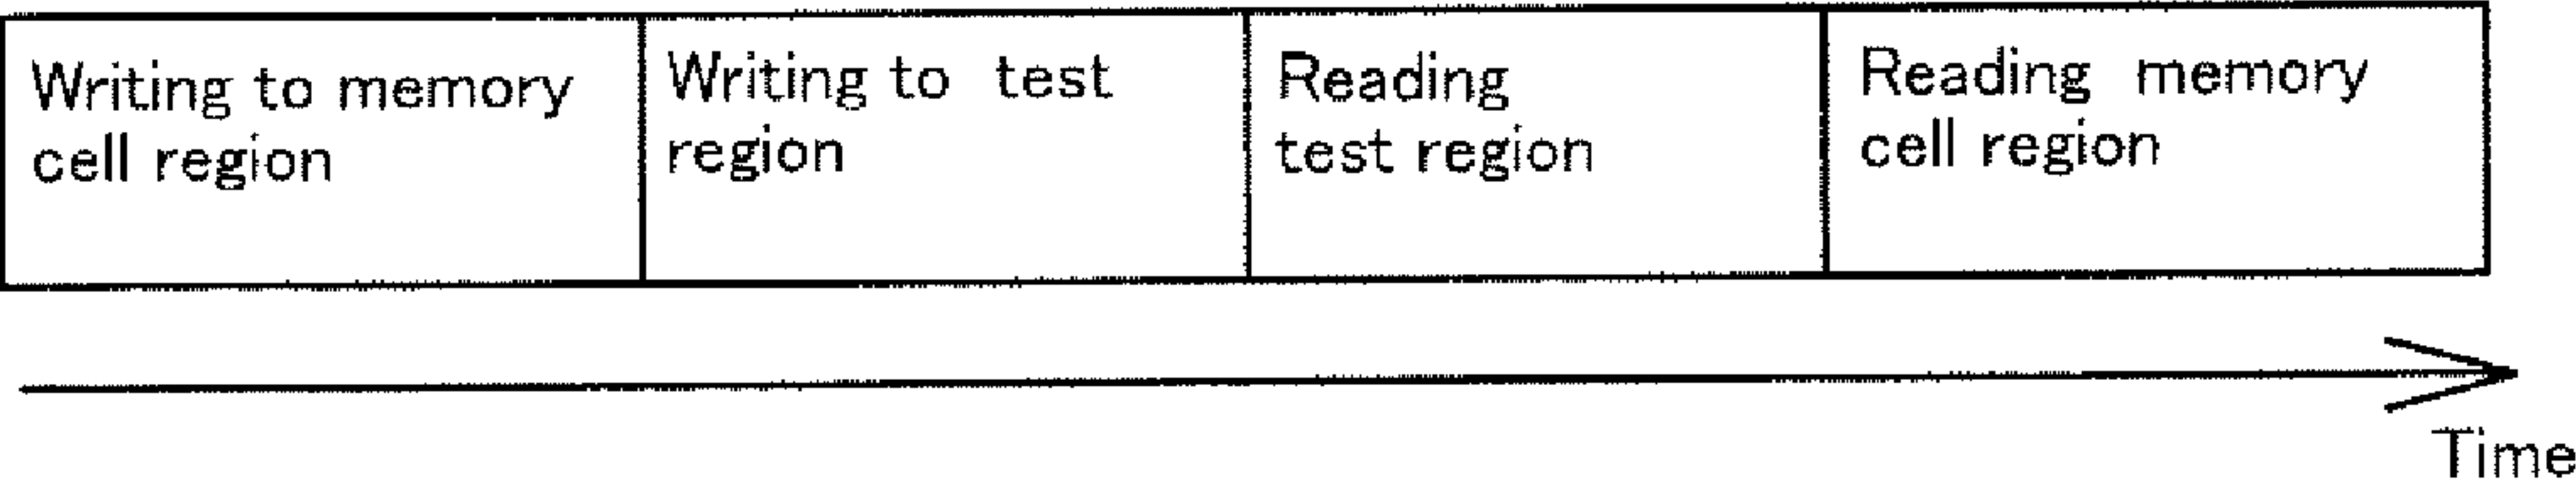 Writing to memory
cell region
Writing to test
region
Reading
test region
Reading memory
cell region
Time